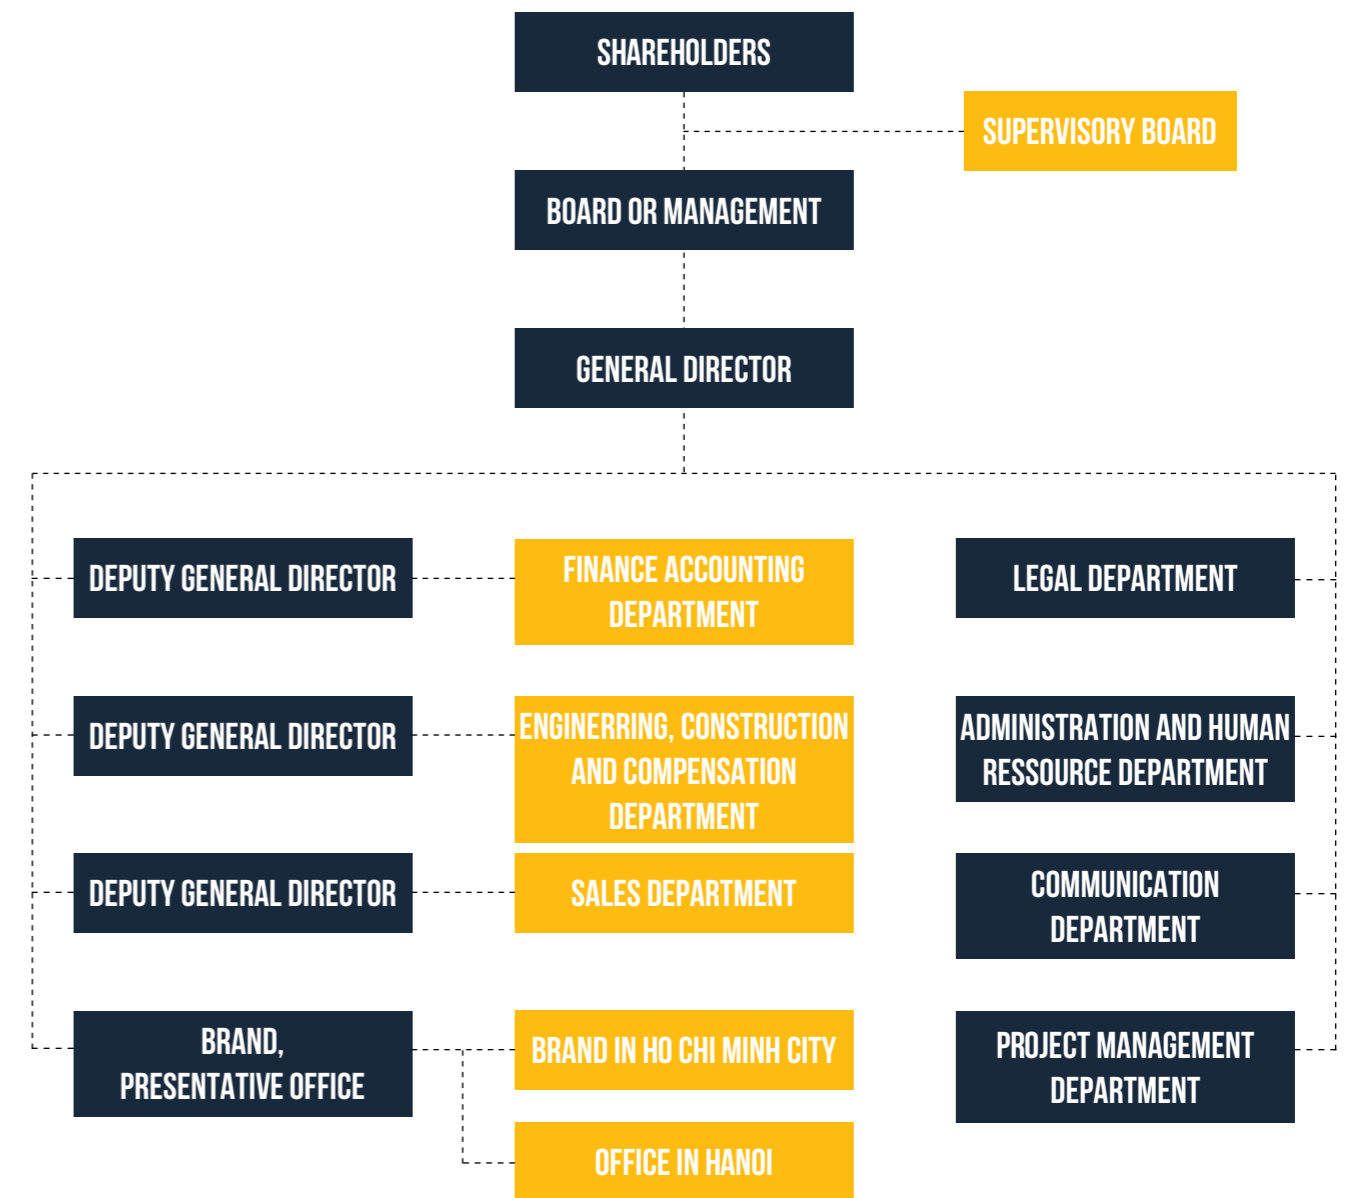 SHAREHOLDERS
SUPERVISORY BOARD
BOARD OR MANAGEMENT
GENERAL DIRECTOR
DEPUTY GENERAL DIRECTOR
FINANCE ACCOUNTING
DEPARTMENT
LEGAL DEPARTMENT
DEPUTY GENERAL DIRECTOR
ENGINERRING, CONSTRUCTION
AND COMPENSATION
DEPARTMENT
ADMINISTRATION AND HUMAN
RESSOURCE DEPARTMENT
DEPUTY GENERAL DIRECTOR
SALES DEPARTMENT
COMMUNICATION
DEPARTMENT
BRAND,
PRESENTATIVE OFFICE
BRAND IN HO CHI MINH CITY
OFFICE IN HANOI
PROJECT MANAGEMENT
DEPARTMENT